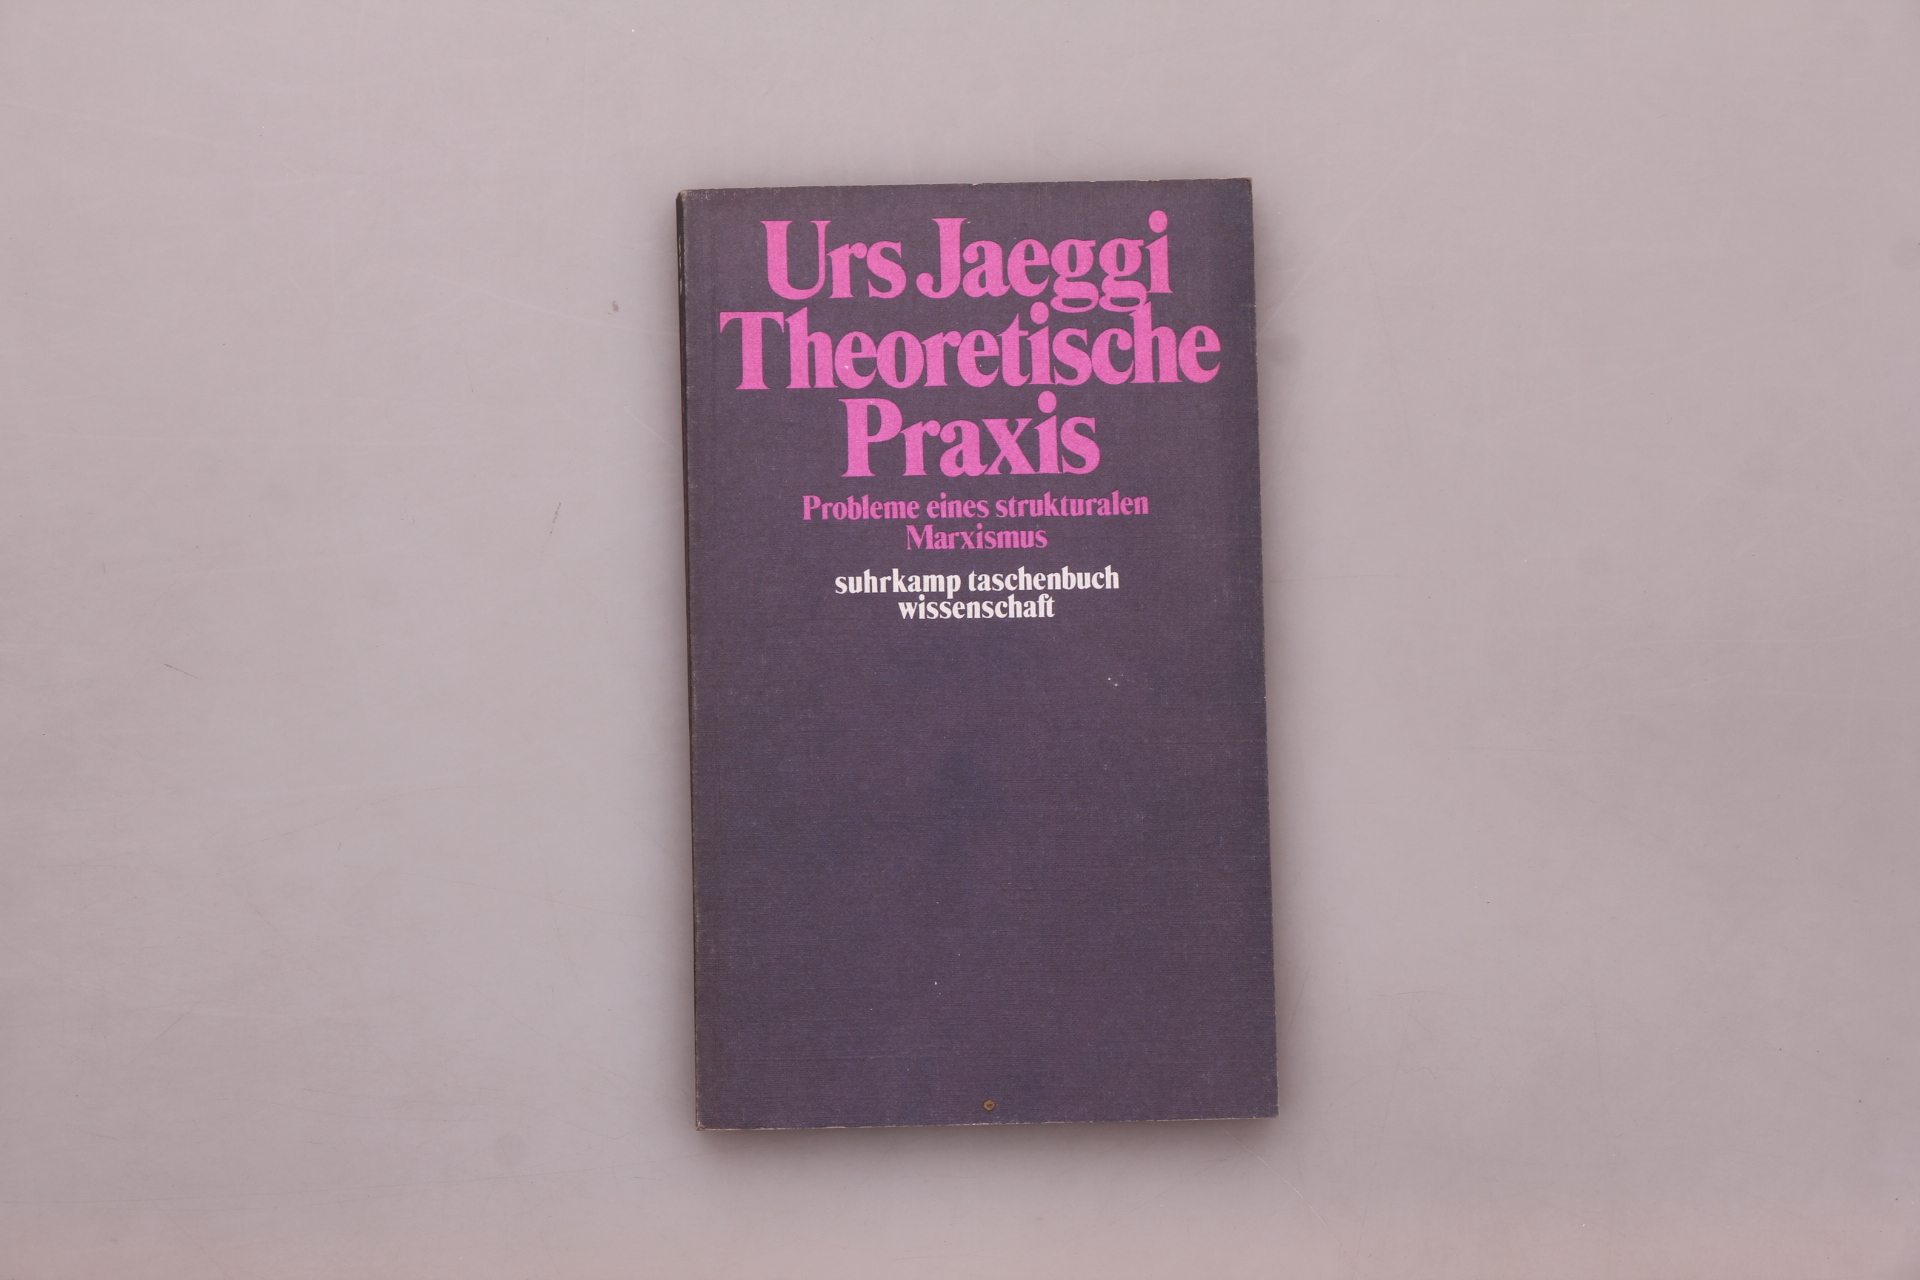 Urs Jaeggi
Theoretische
Praxis
Probleme eines strukturalen
Marxismus
suhrkamp taschenbuch
wissenschaft